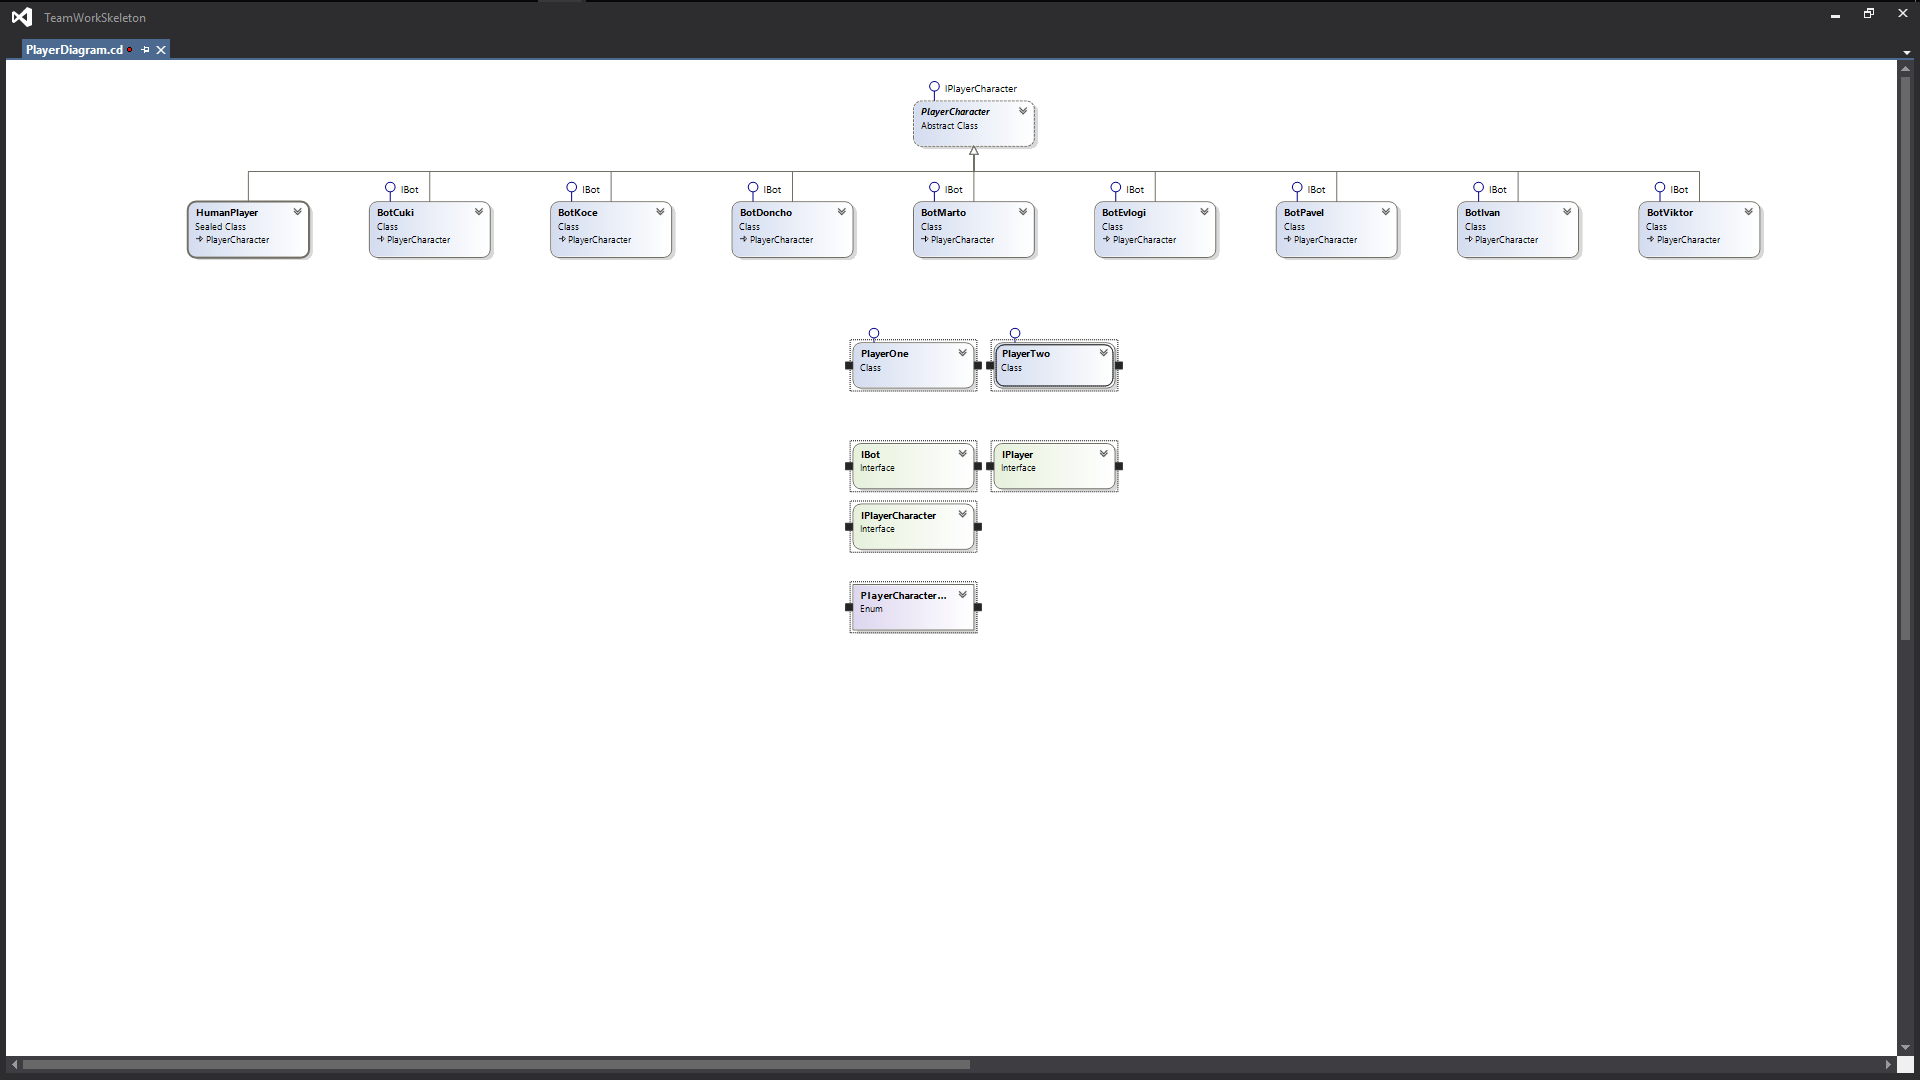 TeamWorkSkeleton
PlayerDiagram.cd
IPlayerCharacter
PlayerCharacter
Abstract Class
HumanPlayer
Sealed Class
PlayerCharacter
IBot
BotCuki
Class
PlayerCharacter
IBot
BotKoce
Class
PlayerCharacter
IBot
BotDoncho
Class
PlayerCharacter
IBot
BotMarto
Class
PlayerCharacter
IBot
BotEvlogi
Class
PlayerCharacter
IBot
BotPavel
Class
PlayerCharacter
IBot
BotIvan
Class
PlayerCharacter
IBot
BotViktor
Class
PlayerCharacter
PlayerOne
Class
PlayerTwo
Class
IBot
Interface
IPlayer
Interface
IPlayerCharacter
Interface
PlayerCharacter...
Enum